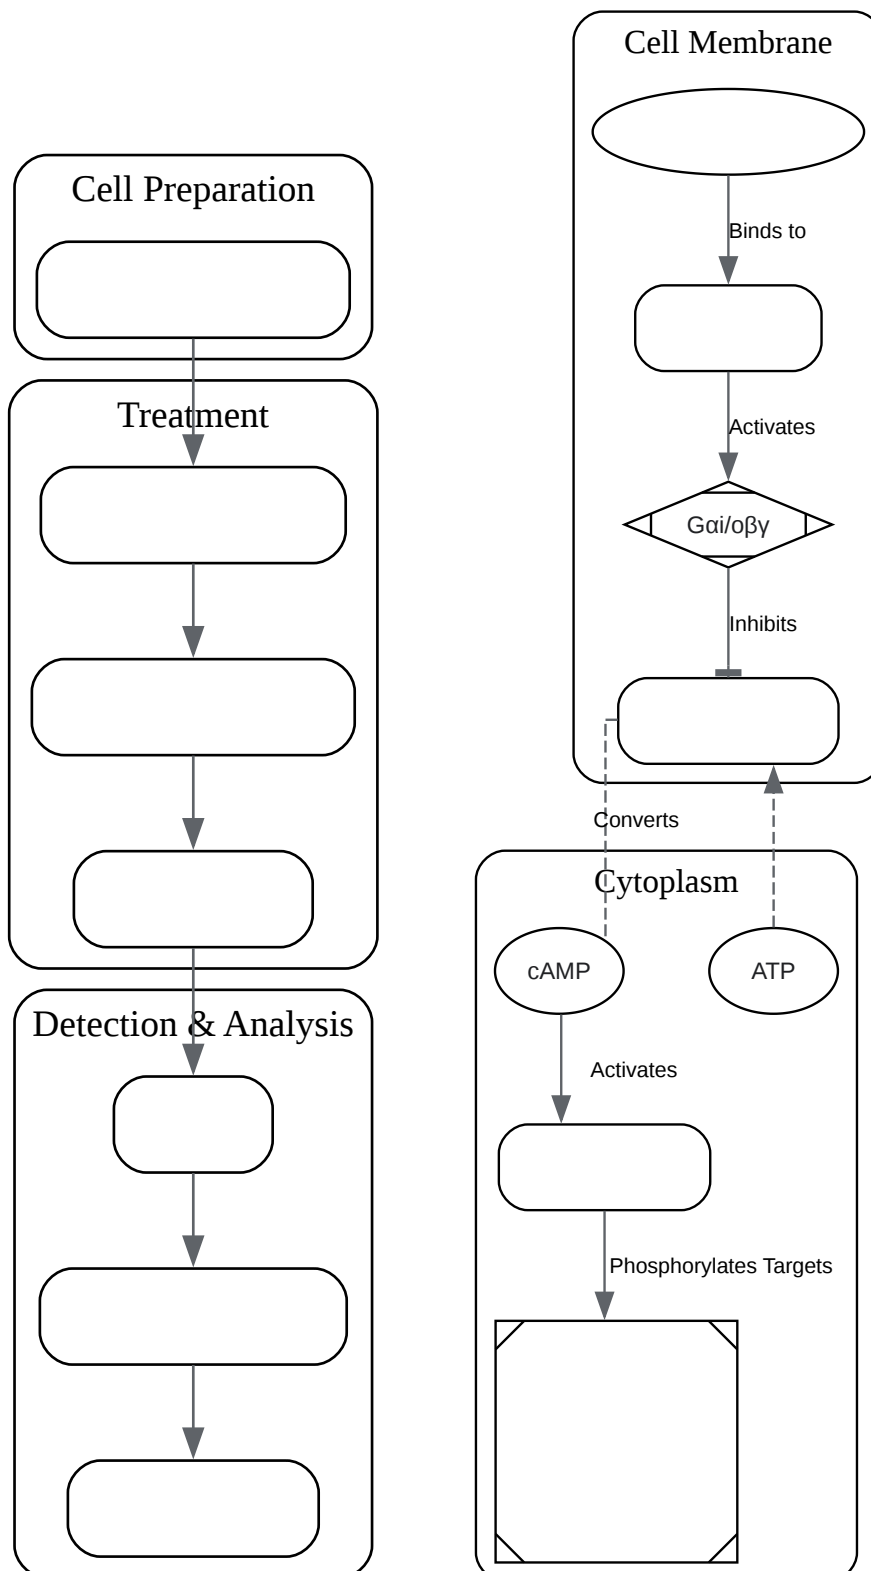 Cell Preparation
Treatment
Detection & Analysis
Cell Membrane
Binds to
Activates
Gαi/oβγ
Inhibits
Converts
Cytoplasm
cAMP
ATP
Activates
Phosphorylates Targets